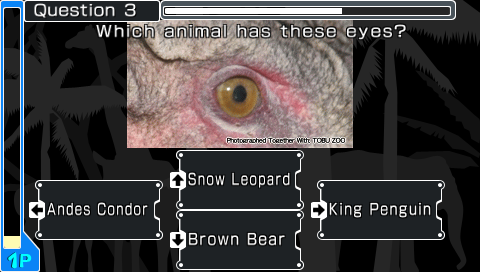 Question 3
Which animal has these eyes?
Photographed Together With TOBU ZOO
Snow Leopard
Andes Condor
King Penguin
Brown Bear
1P